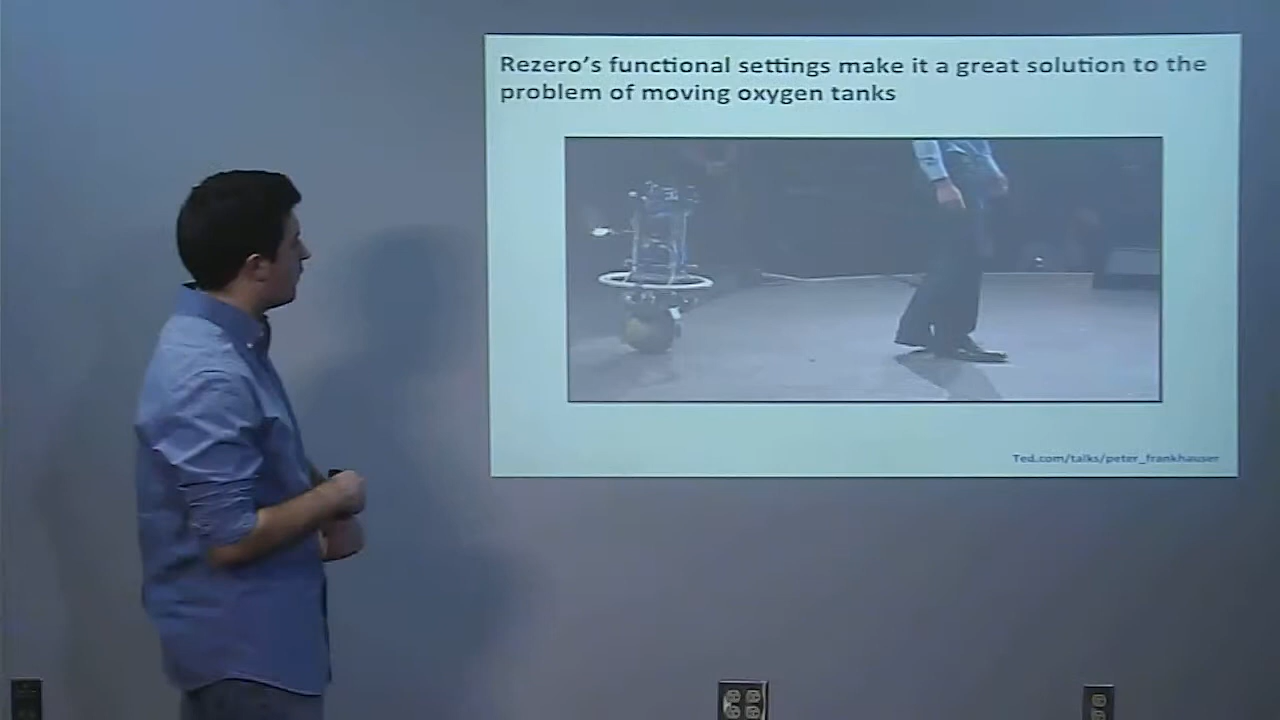 Rezero's functional settings make it a great solution to the
problem of moving oxygen tanks
Ted.com/talks/peter_frankhauser